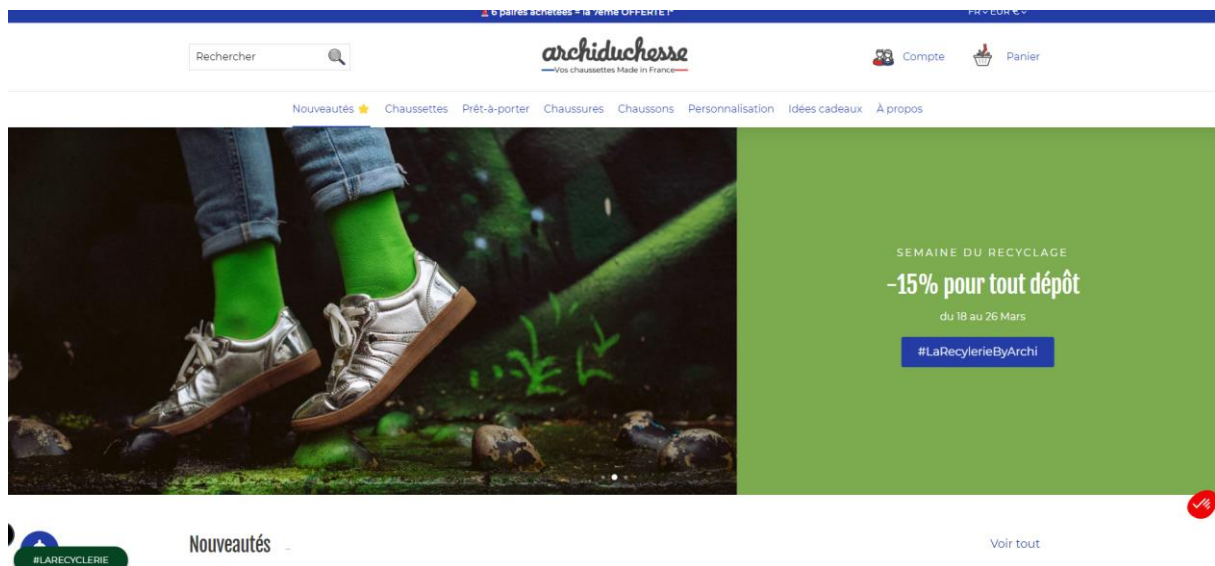 6 paires achetées = la 7ème OFFERTE !*
FR EUR €
Rechercher
archiduchesse
Vos chaussettes Made in France
Compte
Panier
Nouveautés Chaussettes Prêt-à-porter Chaussures Chaussons Personnalisation Idées cadeaux À propos
SEMAINE DU RECYCLAGE
-15% pour tout dépôt
du 18 au 26 Mars
#LaRecylerieByArchi
Nouveautés
Voir tout
#LARECYCLERIE